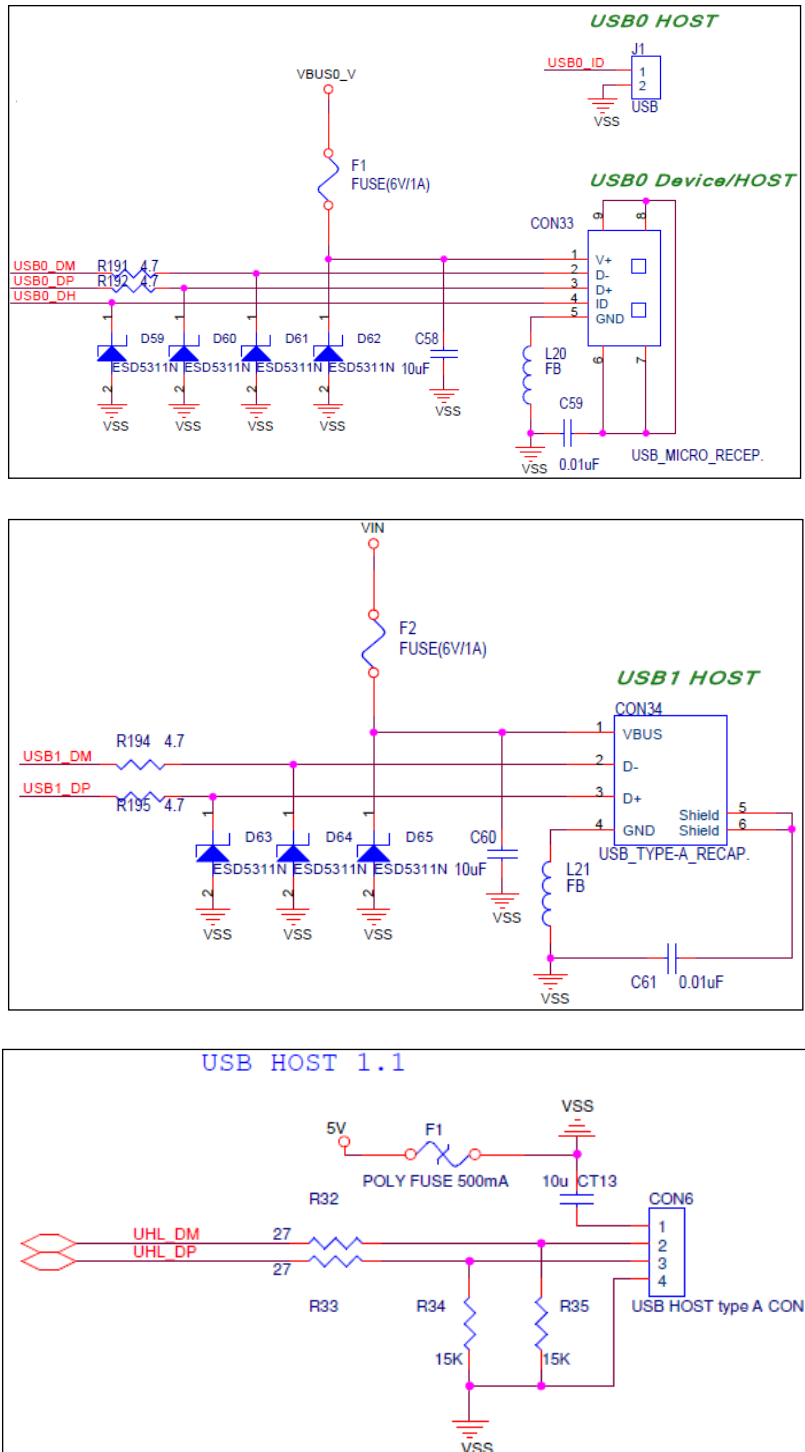 USB0 HOST
J1
USB0_ID
1
2
VSS
USB
VBUS0_V
F1
FUSE(6V/1A)
USB0 Device/HOST
CON33
9 8
1 V+
2 D-
3 D+
4 ID
5 GND
USB0_DM R191 4.7
USB0_DP R192 4.7
USB0_DH
1 1 1 1
D59 D60 D61 D62 C58
ESD5311N ESD5311N ESD5311N ESD5311N 10uF
2 2 2 2
VSS VSS VSS VSS VSS
L20
FB
6 7
C59
VSS 0.01uF
USB_MICRO_RECEP.
VIN
F2
FUSE(6V/1A)
USB1 HOST
CON34
1 VBUS
R194 4.7
USB1_DM
2 D-
USB1_DP
R195 4.7
3 D+
Shield 5
4 GND Shield 6
USB_TYPE-A_RECAP.
1 1 1
D63 D64 D65 C60
ESD5311N ESD5311N ESD5311N 10uF
2 2 2
VSS VSS VSS VSS
L21
FB
VSS
C61 0.01uF
USB HOST 1.1
VSS
5V F1
POLY FUSE 500mA
10u CT13
CON6
R32
UHL_DM 27
UHL_DP 27
1
2
3
4
R33 R34 R35
USB HOST type A CON
15K 15K
VSS